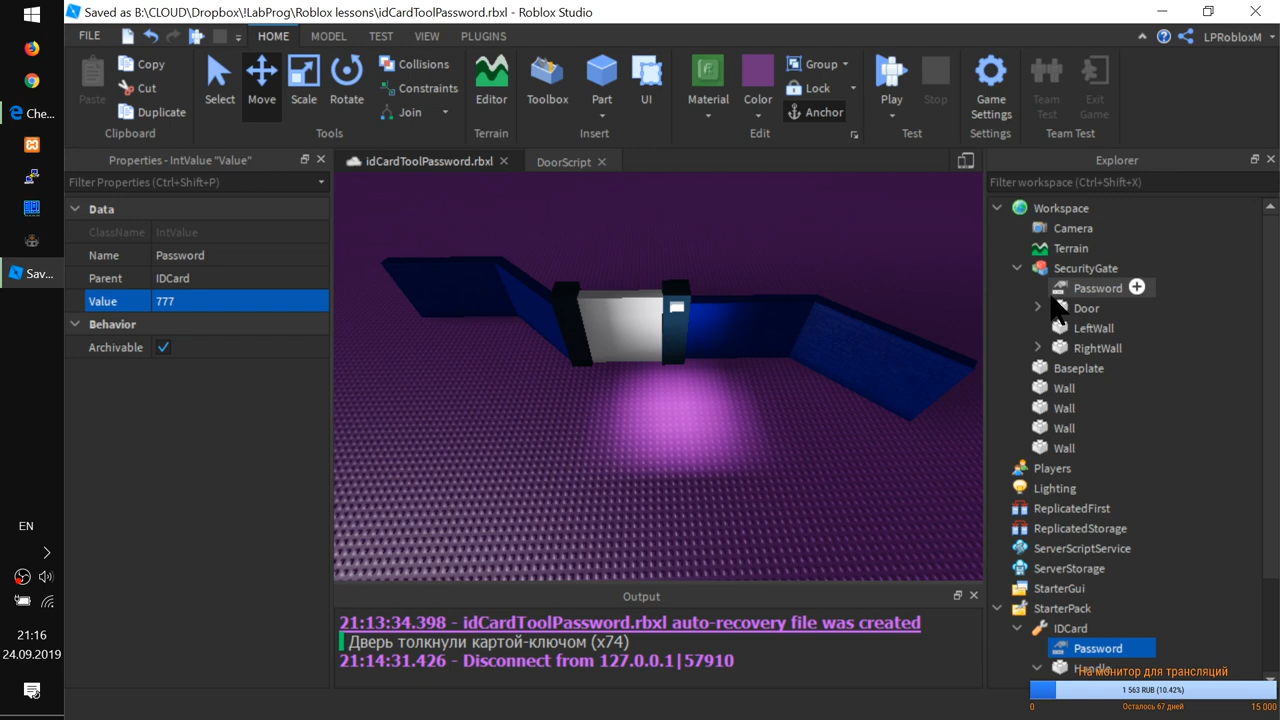 Saved as B:\CLOUD\Dropbox\!LabProg\Roblox lessons\idCardToolPassword.rbxl - Roblox Studio
FILE HOME MODEL TEST VIEW PLUGINS LPRobloxM
Paste Copy Cut Duplicate Clipboard
Select Move Scale Rotate Collisions Constraints Join Tools
Editor Terrain
Toolbox Part UI Insert
Material Color Group Lock Anchor Edit
Play Stop Test
Game Settings Settings
Team Test Exit Game Team Test
Properties - IntValue "Value"
Filter Properties (Ctrl+Shift+P)
Data
ClassName IntValue
Name Password
Parent IDCard
Value 777
Behavior
Archivable
idCardToolPassword.rbxl DoorScript
Output
21:13:34.398 - idCardToolPassword.rbxl auto-recovery file was created
Дверь толкнули картой-ключом (x74)
21:14:31.426 - Disconnect from 127.0.0.1|57910
Explorer
Filter workspace (Ctrl+Shift+X)
Workspace
Camera
Terrain
SecurityGate
Password
Door
LeftWall
RightWall
Baseplate
Wall
Wall
Wall
Wall
Players
Lighting
ReplicatedFirst
ReplicatedStorage
ServerScriptService
ServerStorage
StarterGui
StarterPack
IDCard
Password
Handle
На монитор для трансляций
1 563 RUB (10.42%)
0 Осталось 67 дней 15 000
Che...
Sav...
EN
21:16
24.09.2019